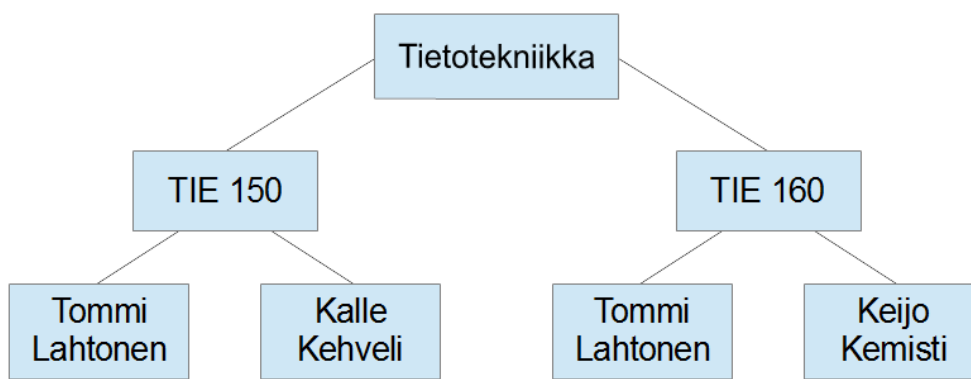 Tietotekniikka
TIE 150
TIE 160
Tommi
Lahtonen
Kalle
Kehveli
Tommi
Lahtonen
Keijo
Kemisti